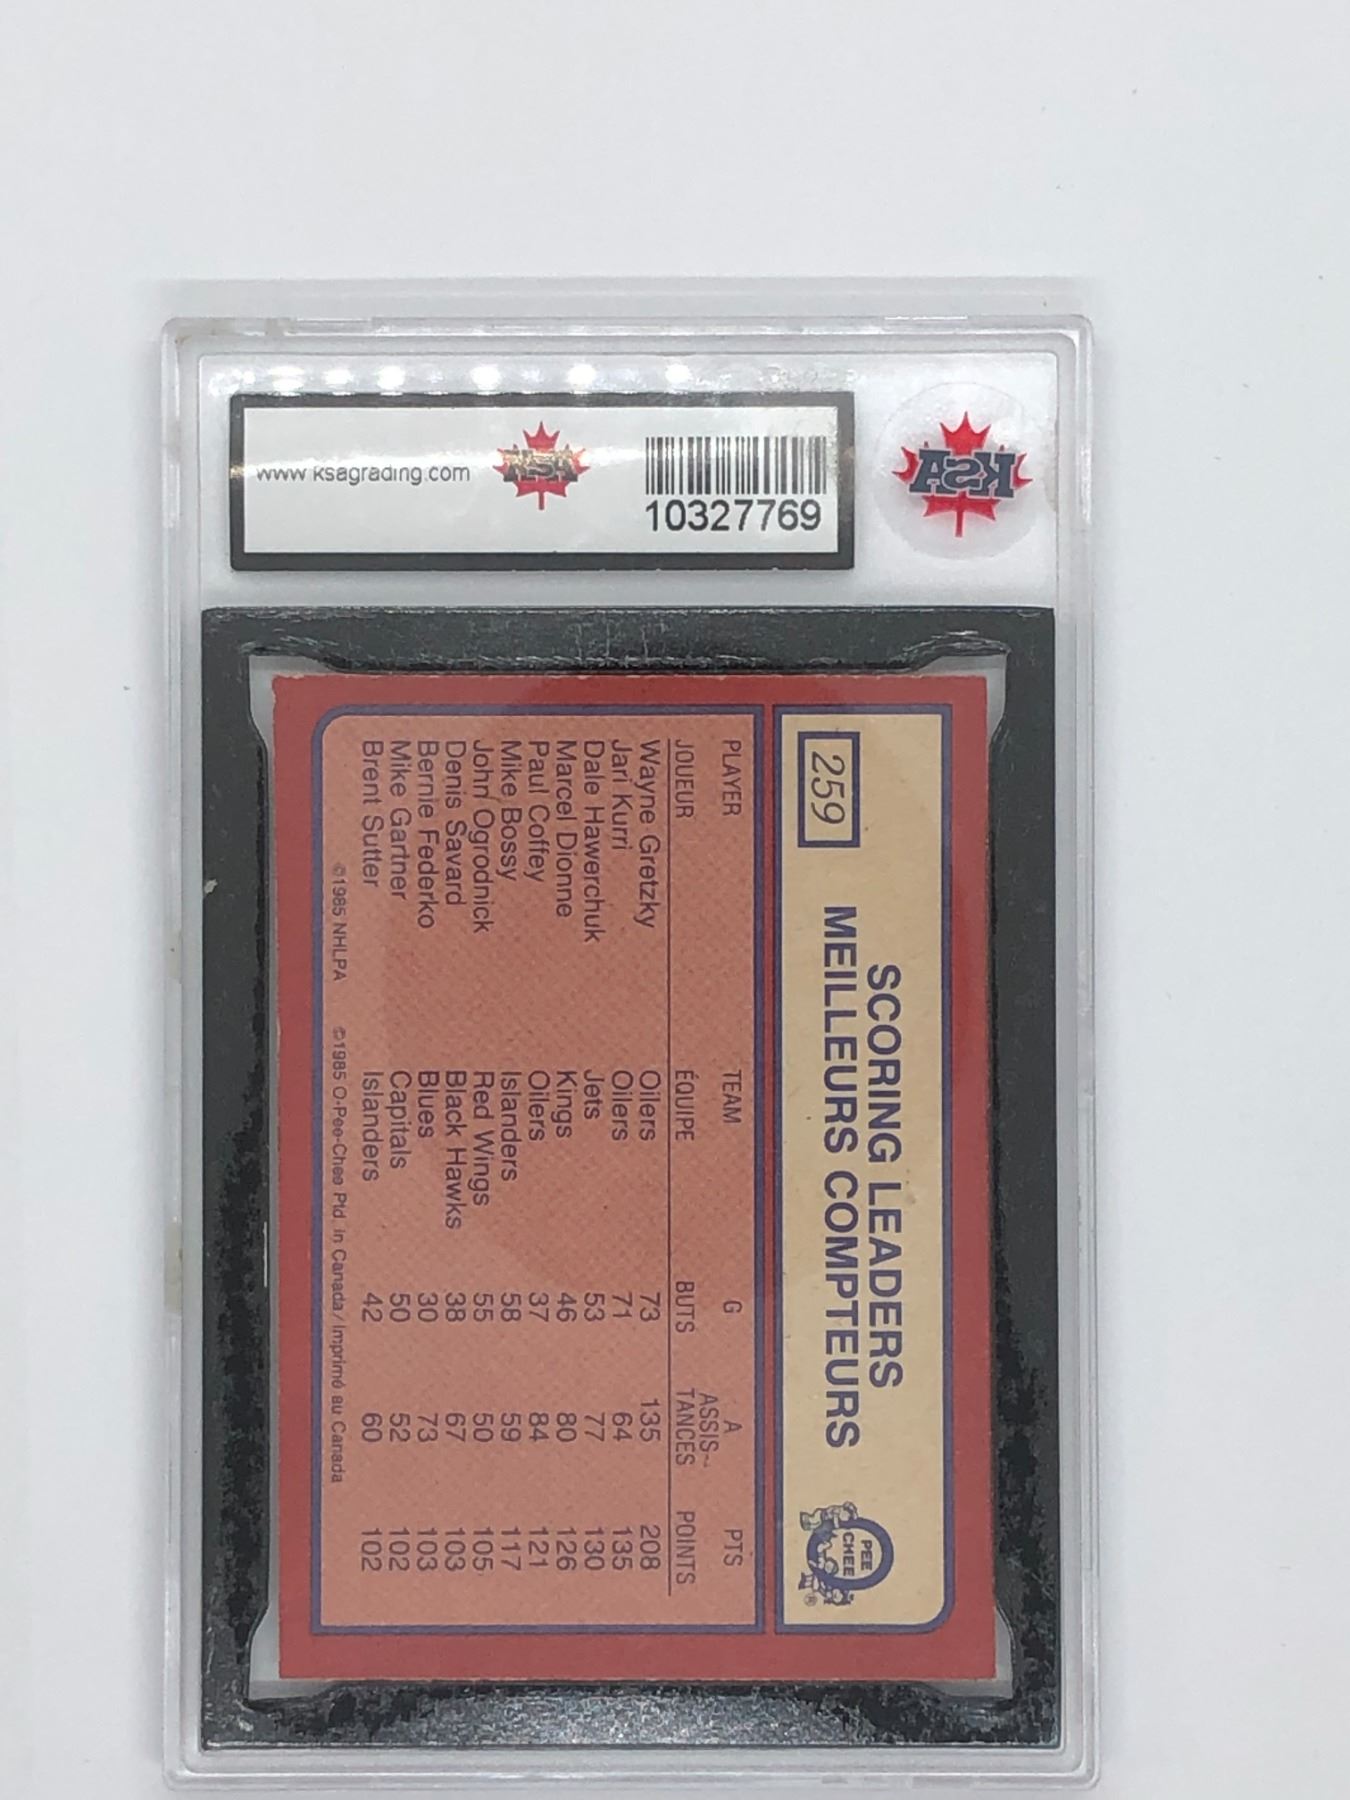 www.ksagrading.com
KSA
10327769
KSA
259
SCORING LEADERS
MEILLEURS COMPTEURS
O PEE CHEE ®
PLAYER TEAM G A PTS
JOUEUR ÉQUIPE BUTS ASSIS- TANCES POINTS
Wayne Gretzky Oilers 73 135 208
Jari Kurri Oilers 71 64 135
Dale Hawerchuk Jets 53 77 130
Marcel Dionne Kings 46 80 126
Paul Coffey Oilers 37 84 121
Mike Bossy Islanders 58 59 117
John Ogrodnick Red Wings 55 50 105
Denis Savard Black Hawks 38 67 103
Bernie Federko Blues 30 73 103
Mike Gartner Capitals 50 52 102
Brent Sutter Islanders 42 60 102
©1985 NHLPA ©1985 O-Pee-Chee Ptd. in Canada / Imprimé au Canada